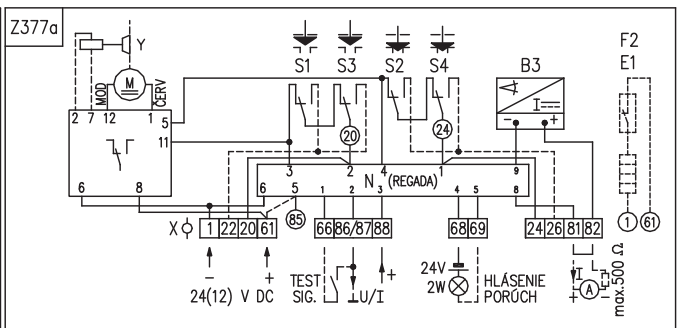 Z377a
Y
M
MOD
ČERV
2 7 12 1
5
11
6 8
S1 S3 S2 S4
20
24
B3
I
− +
F2
E1
3 2 4 1 9
N (REGADA)
6 5 1 2 3 4 5 8
85
X 1 22 20 61
66 86/87 88
68 69
24 26 81 82
1 61
− +
24(12) V DC
TEST
SIG.
U/I
+
24V
2W
HLÁSENIE
PORÚCH
I
A
+ −
max.500 Ω